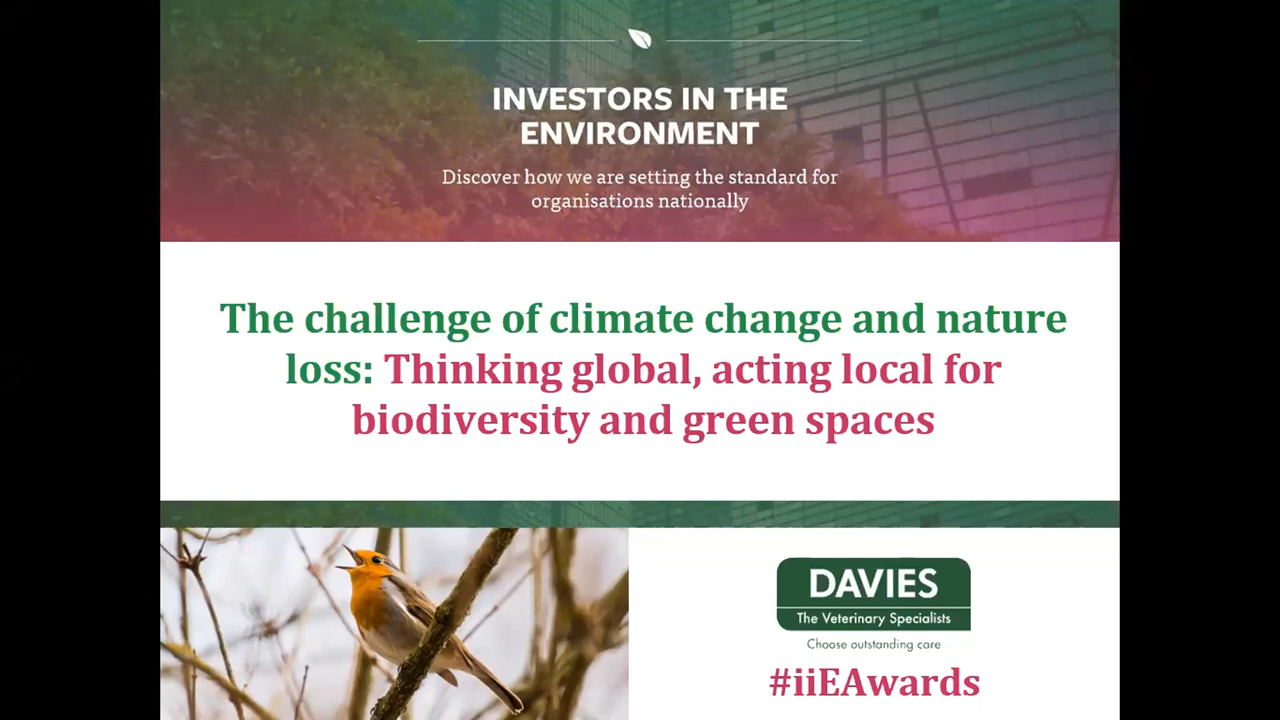 INVESTORS IN THE
ENVIRONMENT
Discover how we are setting the standard for
organisations nationally
The challenge of climate change and nature
loss: Thinking global, acting local for
biodiversity and green spaces
DAVIES
The Veterinary Specialists
Choose outstanding care
#iiEAwards